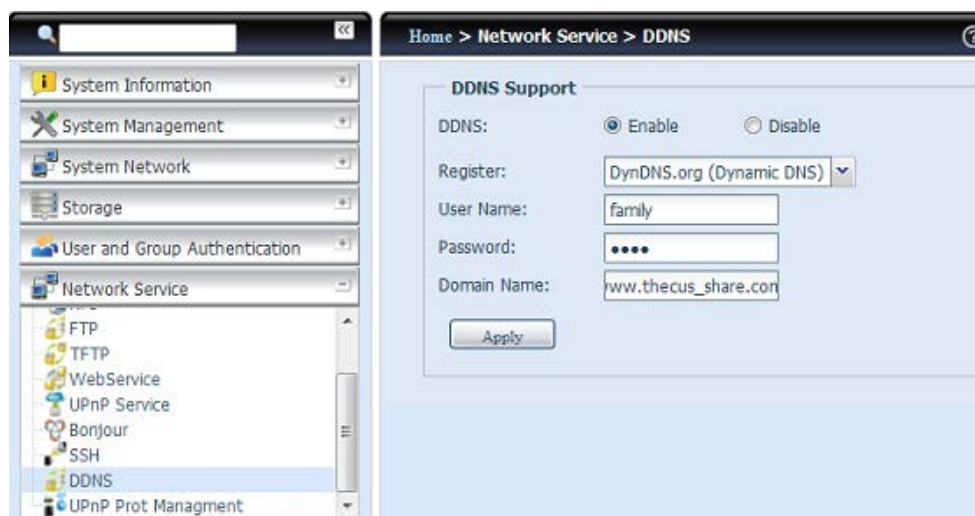 Home > Network Service > DDNS
System Information
System Management
System Network
Storage
User and Group Authentication
Network Service
FTP
TFTP
WebService
UPnP Service
Bonjour
SSH
DDNS
UPnP Prot Managment
DDNS Support
DDNS: Enable Disable
Register: DynDNS.org (Dynamic DNS)
User Name: family
Password: ••••
Domain Name: www.thecus_share.con
Apply